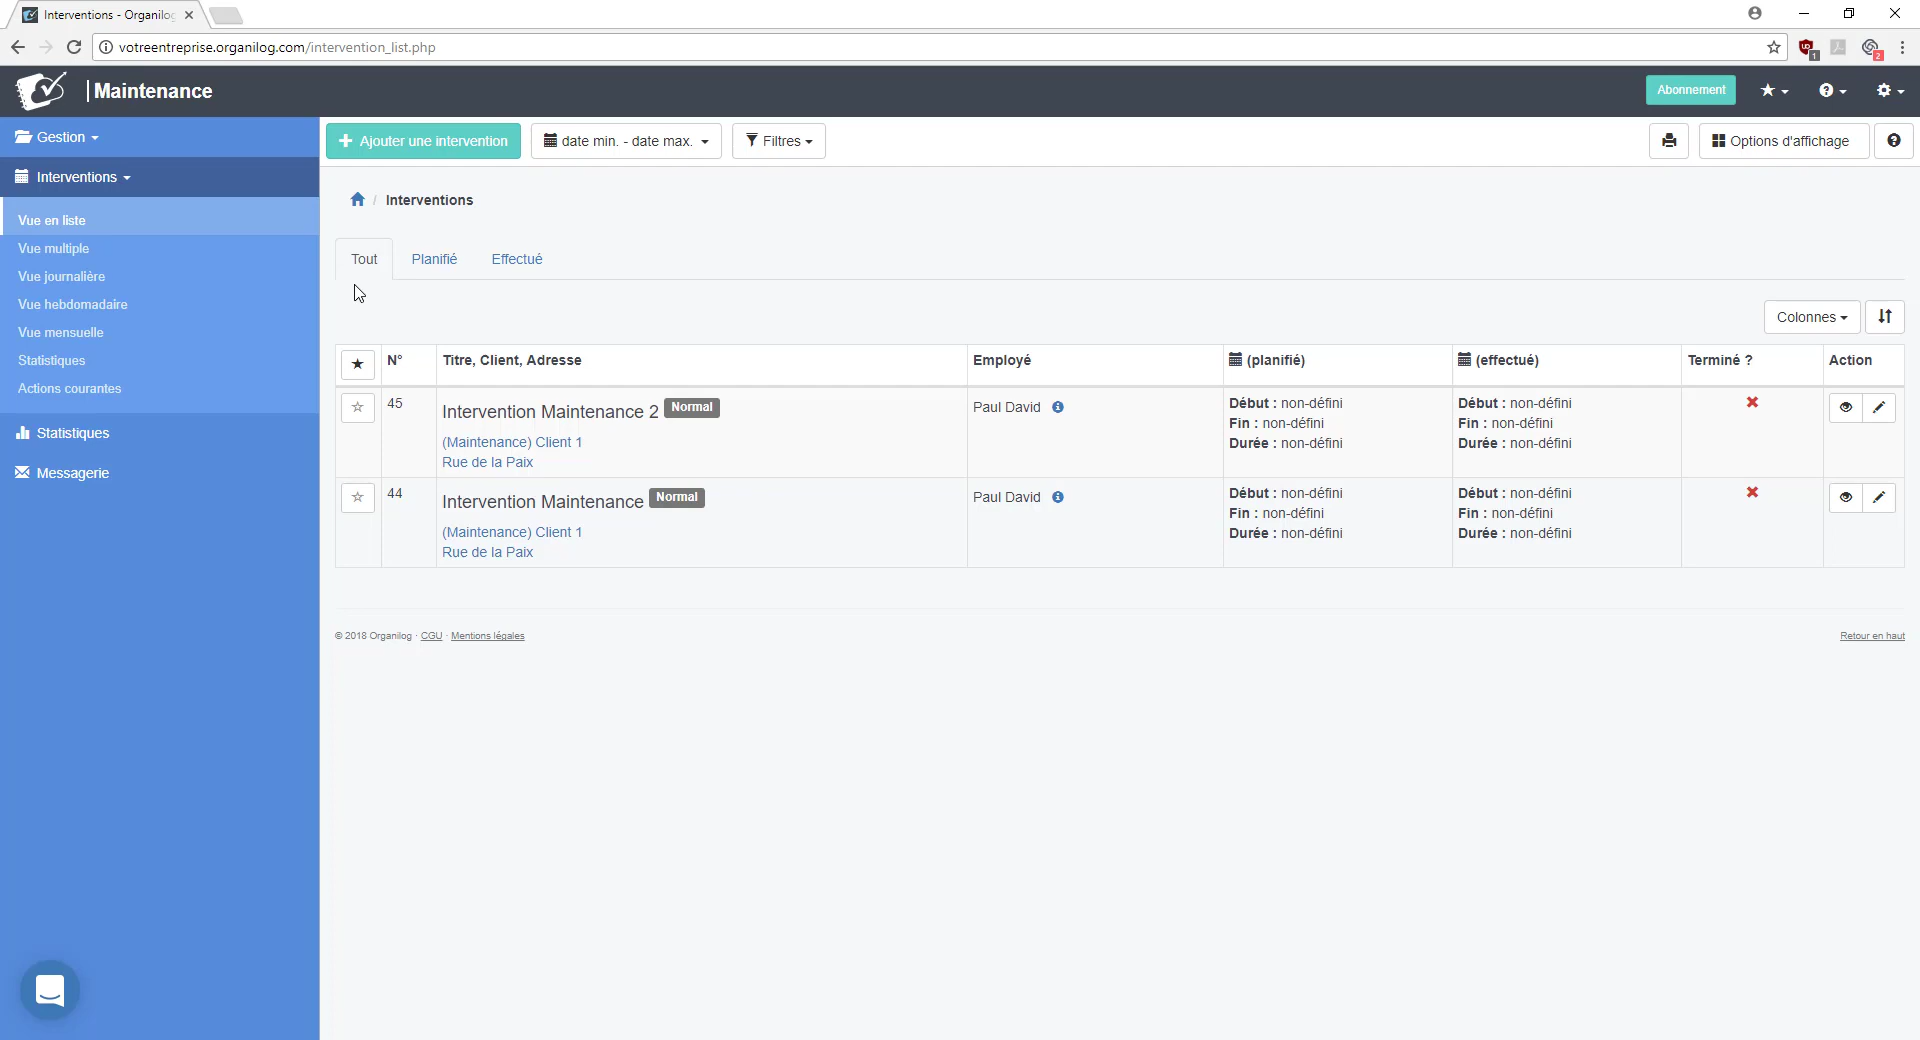 Interventions - Organilog
votreentreprise.organilog.com/intervention_list.php
1
2
|Maintenance
Abonnement
Gestion
Ajouter une intervention
date min. - date max.
Filtres
Options d'affichage
Interventions
Interventions
/
Vue en liste
Vue multiple
Vue journalière
Vue hebdomadaire
Vue mensuelle
Statistiques
Actions courantes
Statistiques
Messagerie
Tout
Planifié
Effectué
Colonnes
N°
Titre, Client, Adresse
Employé
(planifié)
(effectué)
Terminé ?
Action
45
Intervention Maintenance 2 Normal
(Maintenance) Client 1
Rue de la Paix
Paul David
Début : non-défini
Fin : non-défini
Durée : non-défini
Début : non-défini
Fin : non-défini
Durée : non-défini
44
Intervention Maintenance Normal
(Maintenance) Client 1
Rue de la Paix
Paul David
Début : non-défini
Fin : non-défini
Durée : non-défini
Début : non-défini
Fin : non-défini
Durée : non-défini
© 2018 Organilog · CGU · Mentions légales
Retour en haut